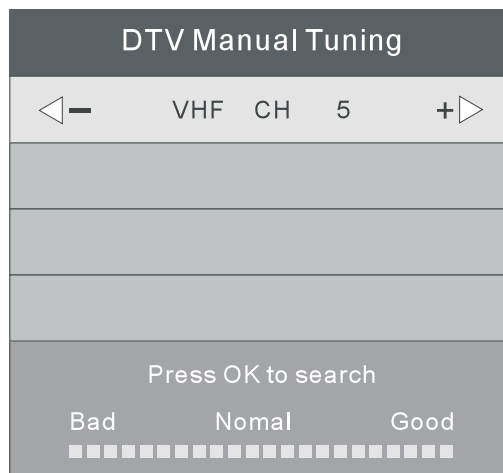 DTV Manual Tuning
− VHF CH 5 +
Press OK to search
Bad Nomal Good